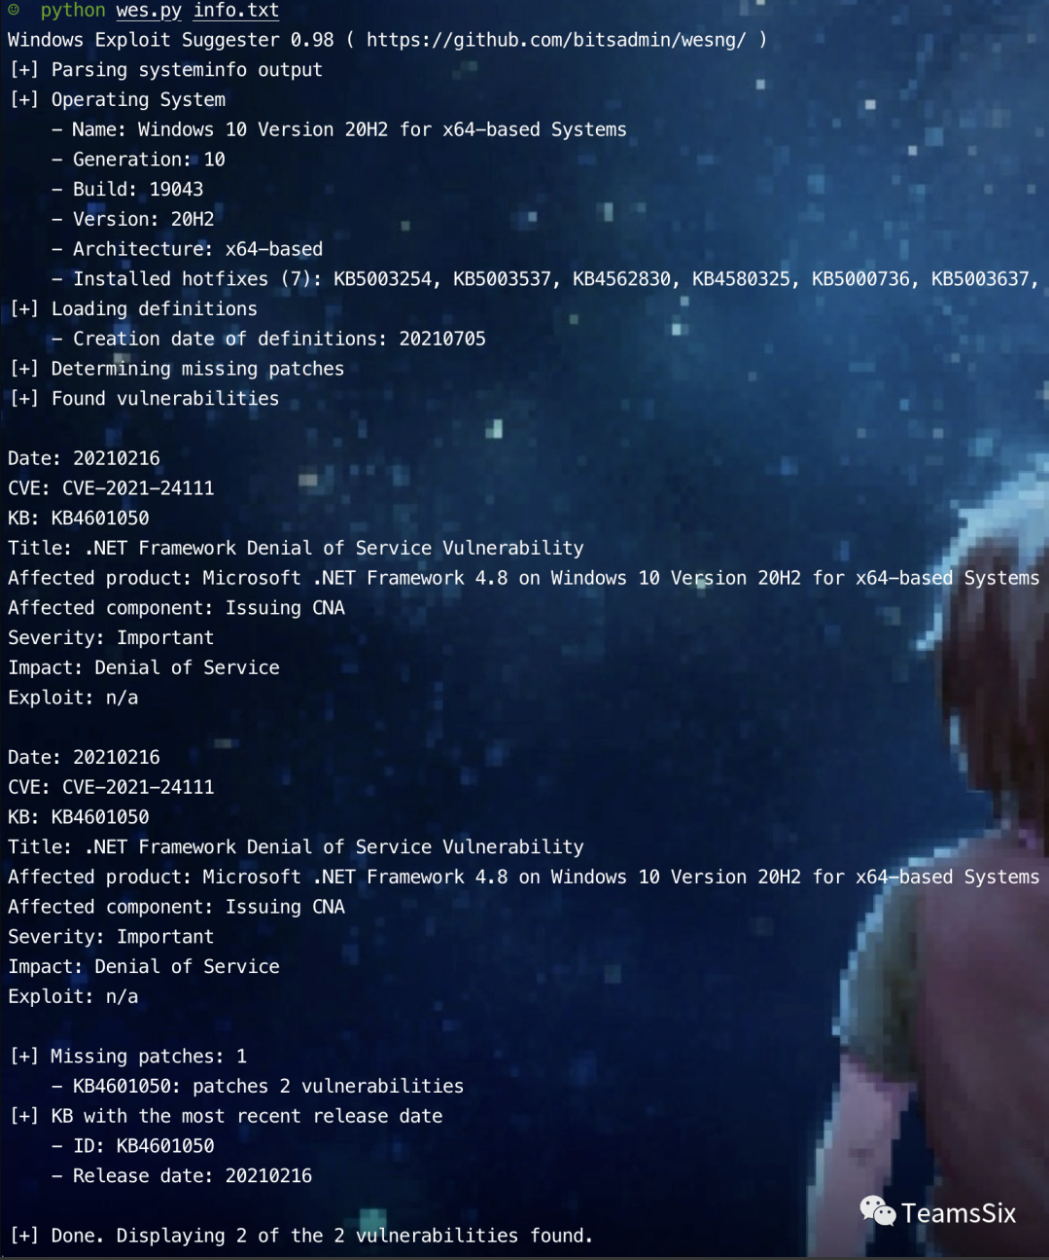 python wes.py info.txt
Windows Exploit Suggester 0.98 ( https://github.com/bitsadmin/wesng/ )
[+] Parsing systeminfo output
[+] Operating System
    - Name: Windows 10 Version 20H2 for x64-based Systems
    - Generation: 10
    - Build: 19043
    - Version: 20H2
    - Architecture: x64-based
    - Installed hotfixes (7): KB5003254, KB5003537, KB4562830, KB4580325, KB5000736, KB5003637,
[+] Loading definitions
    - Creation date of definitions: 20210705
[+] Determining missing patches
[+] Found vulnerabilities
Date: 20210216
CVE: CVE-2021-24111
KB: KB4601050
Title: .NET Framework Denial of Service Vulnerability
Affected product: Microsoft .NET Framework 4.8 on Windows 10 Version 20H2 for x64-based Systems
Affected component: Issuing CNA
Severity: Important
Impact: Denial of Service
Exploit: n/a
Date: 20210216
CVE: CVE-2021-24111
KB: KB4601050
Title: .NET Framework Denial of Service Vulnerability
Affected product: Microsoft .NET Framework 4.8 on Windows 10 Version 20H2 for x64-based Systems
Affected component: Issuing CNA
Severity: Important
Impact: Denial of Service
Exploit: n/a
[+] Missing patches: 1
    - KB4601050: patches 2 vulnerabilities
[+] KB with the most recent release date
    - ID: KB4601050
    - Release date: 20210216
TeamsSix
[+] Done. Displaying 2 of the 2 vulnerabilities found.